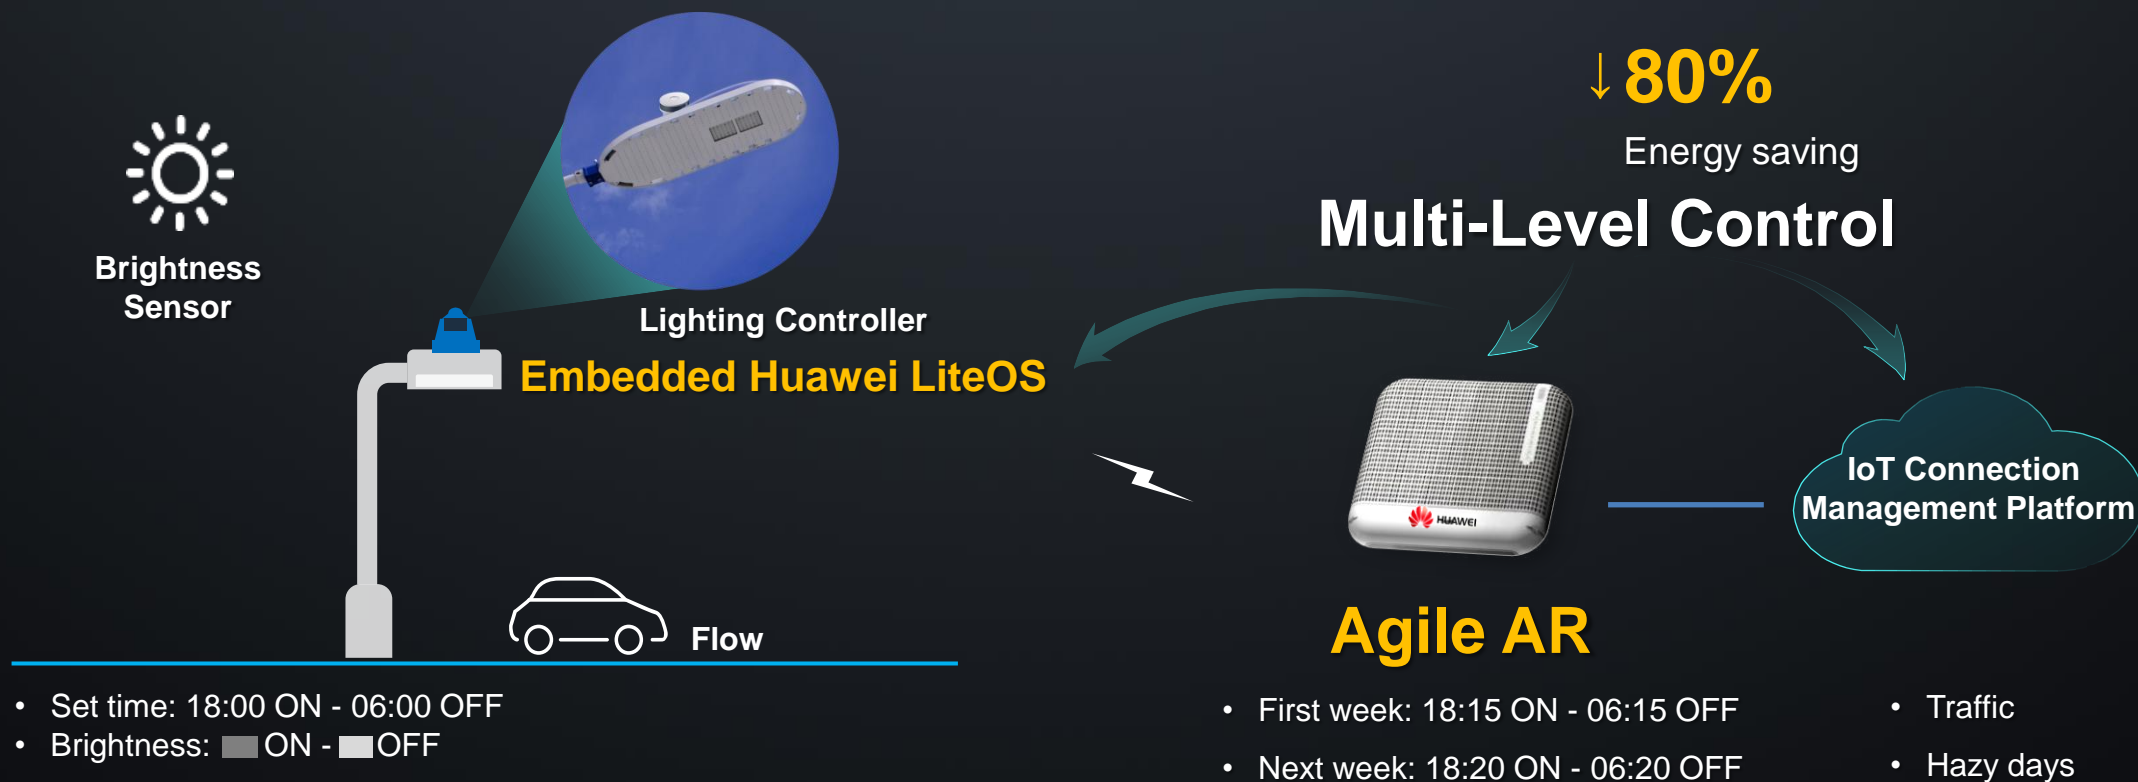 ↓80%
Energy saving
Multi-Level Control
Brightness
Sensor
Lighting Controller
Embedded Huawei LiteOS
IoT Connection
Management Platform
HUAWEI
Agile AR
Flow
• Set time: 18:00 ON - 06:00 OFF
• Brightness: ON - OFF
• First week: 18:15 ON - 06:15 OFF
• Next week: 18:20 ON - 06:20 OFF
• Traffic
• Hazy days